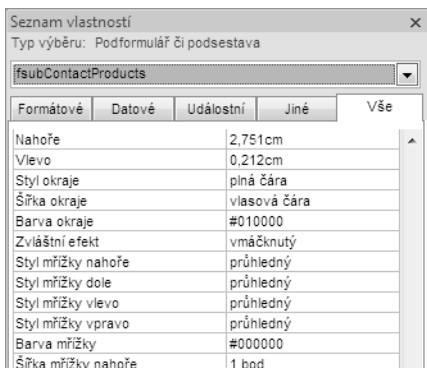 Seznam vlastností
Typ výběru: Podformulář či podsestava
fsubContactProducts
Formátové Datové Událostní Jiné Vše
Nahoře 2,751cm
Vlevo 0,212cm
Styl okraje plná čára
Šířka okraje vlasová čára
Barva okraje #010000
Zvláštní efekt vmáčknutý
Styl mřížky nahoře průhledný
Styl mřížky dole průhledný
Styl mřížky vlevo průhledný
Styl mřížky vpravo průhledný
Barva mřížky #000000
Šířka mřížky nahoře 1 bod